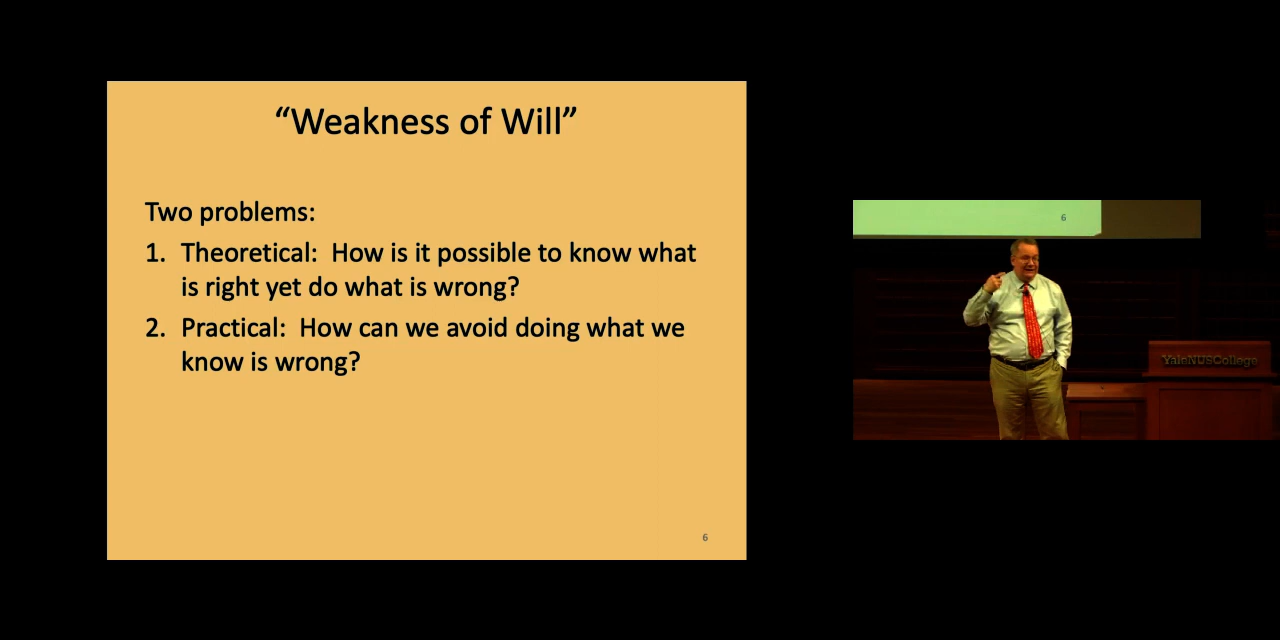 “Weakness of Will”
Two problems:
1. Theoretical: How is it possible to know what
is right yet do what is wrong?
2. Practical: How can we avoid doing what we
know is wrong?
6
6
YaleNUSCollege